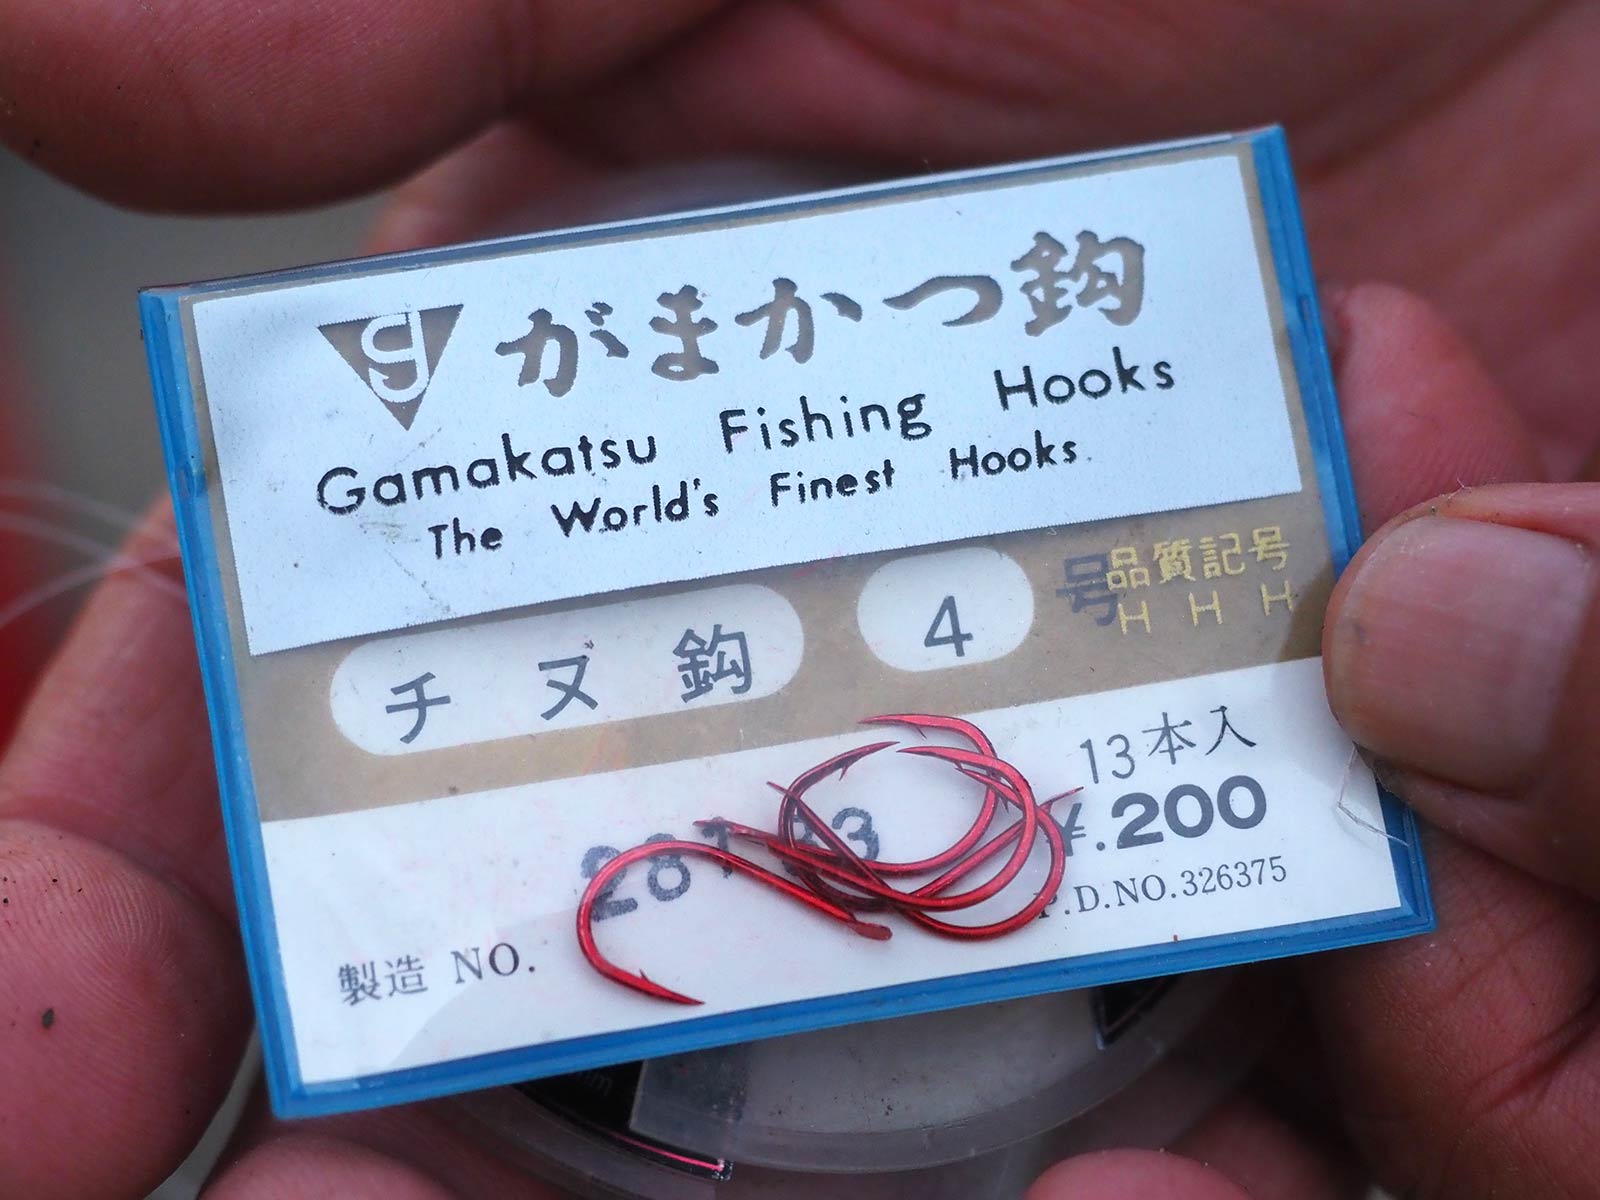 g がまかつ鈎
Gamakatsu Fishing Hooks
The World's Finest Hooks
チヌ鈎 4 号 品質記号
H H H
13本入
¥.200
P.D.NO.326375
製造 NO.